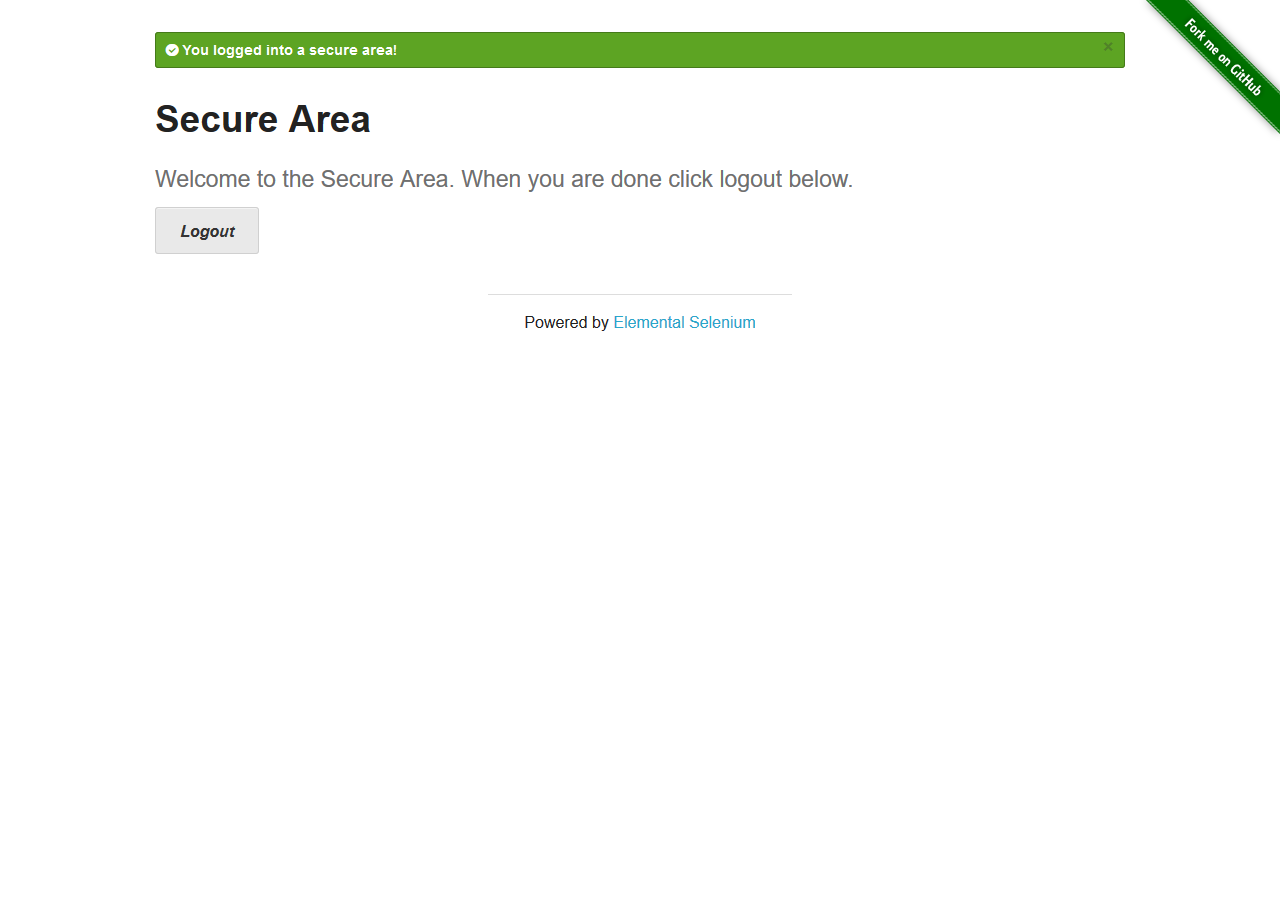 You logged into a secure area!
×
Fork me on GitHub
Secure Area
Welcome to the Secure Area. When you are done click logout below.
Logout
Powered by Elemental Selenium